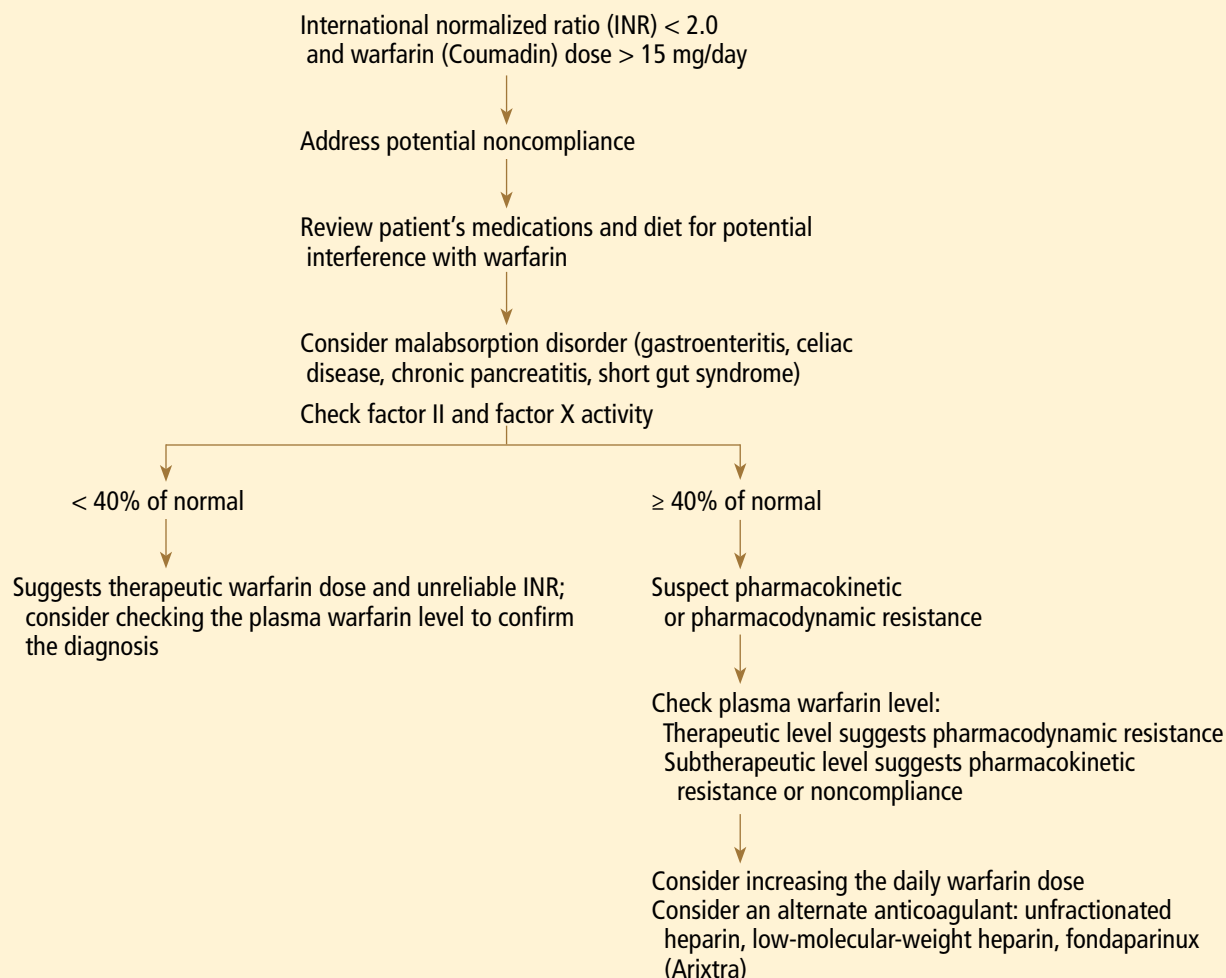 International normalized ratio (INR) < 2.0
and warfarin (Coumadin) dose > 15 mg/day
Address potential noncompliance
Review patient's medications and diet for potential
interference with warfarin
Consider malabsorption disorder (gastroenteritis, celiac
disease, chronic pancreatitis, short gut syndrome)
Check factor II and factor X activity
< 40% of normal
Suggests therapeutic warfarin dose and unreliable INR;
consider checking the plasma warfarin level to confirm
the diagnosis
≥ 40% of normal
Suspect pharmacokinetic
or pharmacodynamic resistance
Check plasma warfarin level:
Therapeutic level suggests pharmacodynamic resistance
Subtherapeutic level suggests pharmacokinetic
resistance or noncompliance
Consider increasing the daily warfarin dose
Consider an alternate anticoagulant: unfractionated
heparin, low-molecular-weight heparin, fondaparinux
(Arixtra)